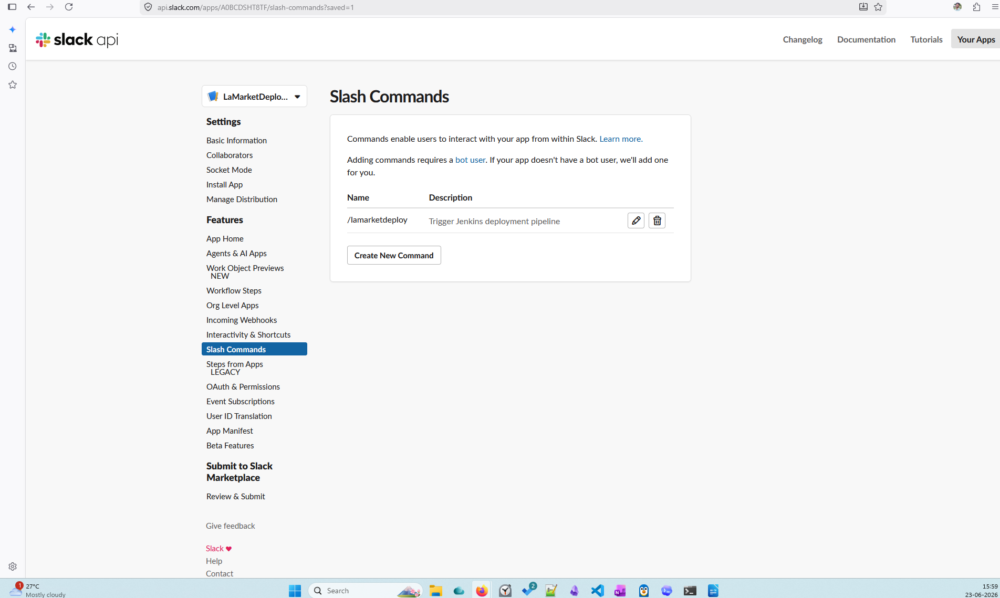 api.slack.com/apps/A0BCDSHT8TF/slash-commands?saved=1
slack api
Changelog
Documentation
Tutorials
Your Apps
LaMarketDeplo...
Settings
Basic Information
Collaborators
Socket Mode
Install App
Manage Distribution
Features
App Home
Agents & AI Apps
Work Object Previews
NEW
Workflow Steps
Org Level Apps
Incoming Webhooks
Interactivity & Shortcuts
Slash Commands
Steps from Apps
LEGACY
OAuth & Permissions
Event Subscriptions
User ID Translation
App Manifest
Beta Features
Submit to Slack
Marketplace
Review & Submit
Give feedback
Slack ♥
Help
Contact
Slash Commands
Commands enable users to interact with your app from within Slack. Learn more.
Adding commands requires a bot user. If your app doesn't have a bot user, we'll add one
for you.
Name Description
/lamarketdeploy Trigger Jenkins deployment pipeline
Create New Command
1
27°C
Mostly cloudy
Search
2
15:59
23-06-2026